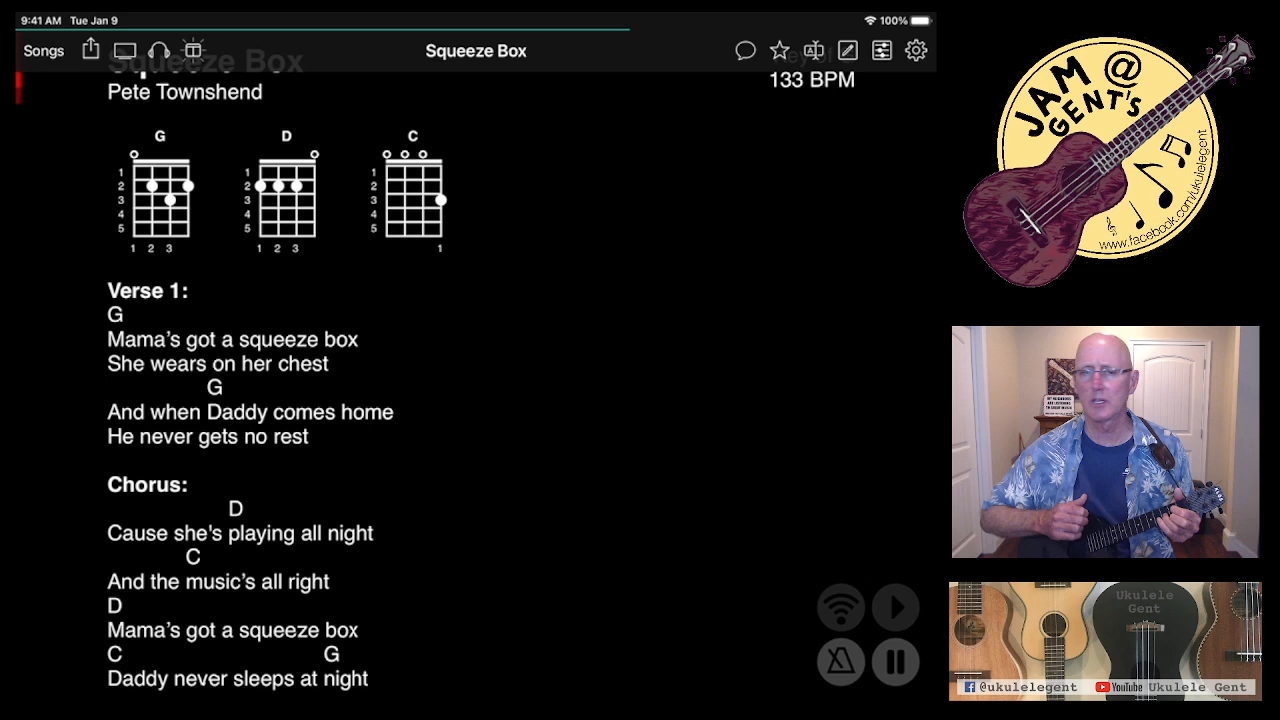 9:41 AM Tue Jan 9
100%
Songs
Squeeze Box
Squeeze Box
Pete Townshend
133 BPM
G D C
1 1 1
2 2 2
3 3 3
4 4 4
5 5 5
1 2 3 1 2 3 1
Verse 1:
G
Mama's got a squeeze box
She wears on her chest
G
And when Daddy comes home
He never gets no rest
Chorus:
D
Cause she's playing all night
C
And the music's all right
D
Mama's got a squeeze box
C G
Daddy never sleeps at night
JAM @
GENT'S
www.facebook.com/ukulelegent
Ukulele
Gent
@ukulelegent YouTube Ukulele Gent